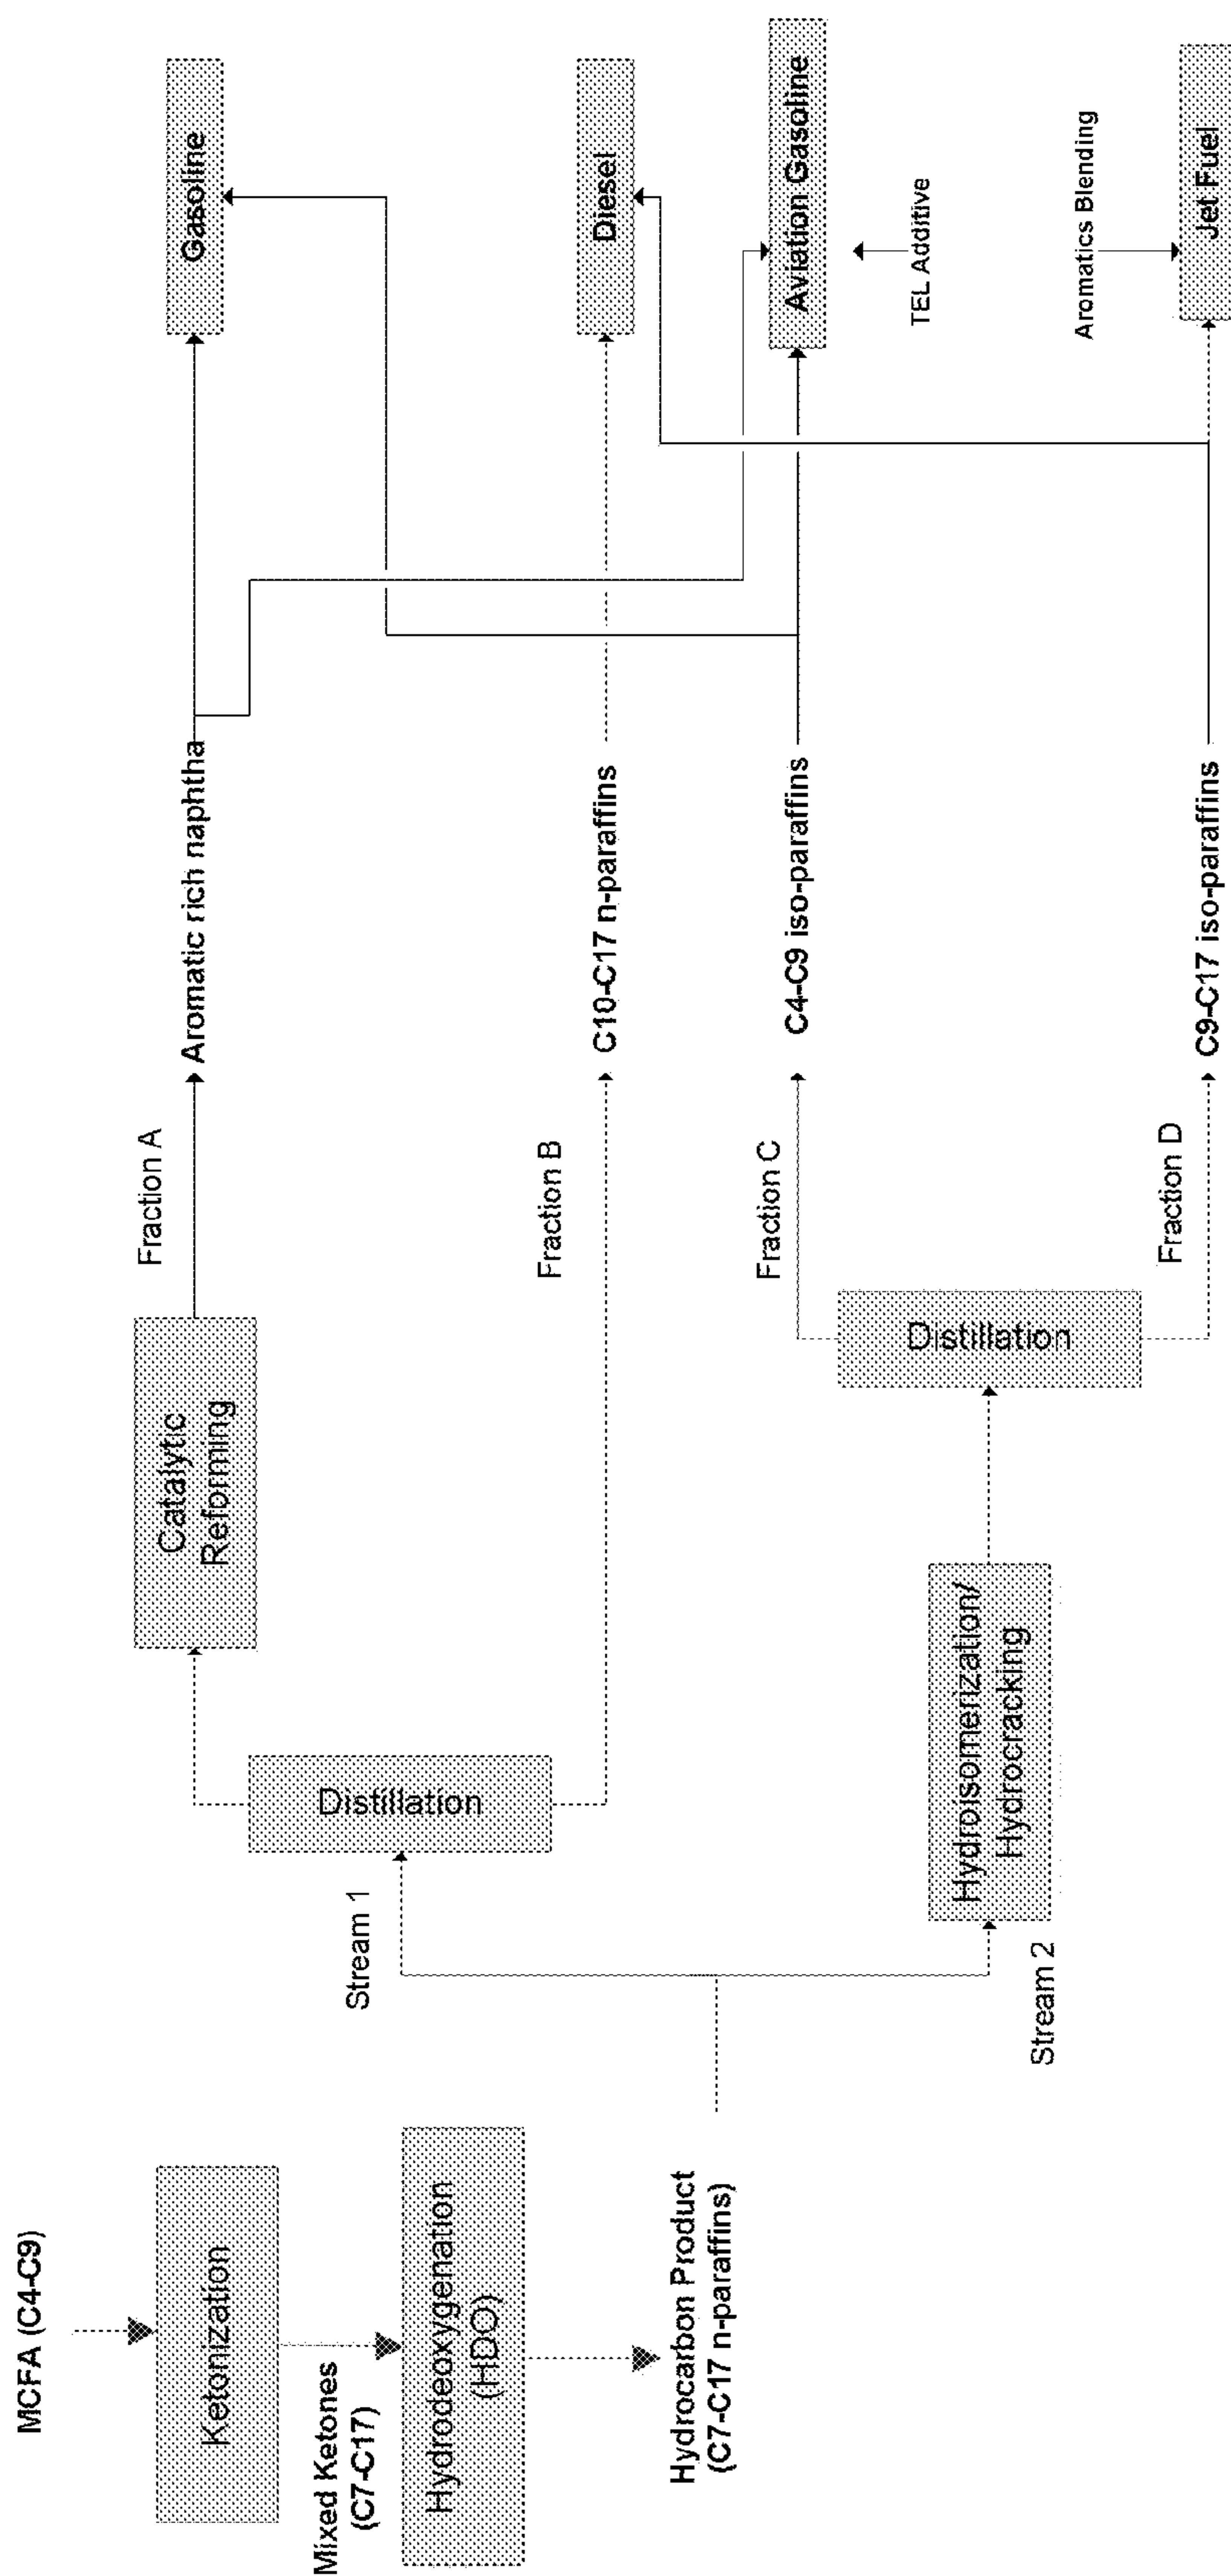 MCFA (C4-C9)
Ketonization
Mixed Ketones
(C7-C17)
Hydrodeoxygenation
(HDO)
Hydrocarbon Product
(C7-C17 n-paraffins)
Stream 1
Stream 2
Distillation
Hydroisomerization/
Hydrocracking
Catalytic
Reforming
Distillation
Fraction A
Fraction B
Fraction C
Fraction D
Aromatic rich naphtha
C10-C17 n-paraffins
C4-C9 iso-paraffins
C9-C17 iso-paraffins
Gasoline
Diesel
Aviation Gasoline
TEL Additive
Aromatics Blending
Jet Fuel